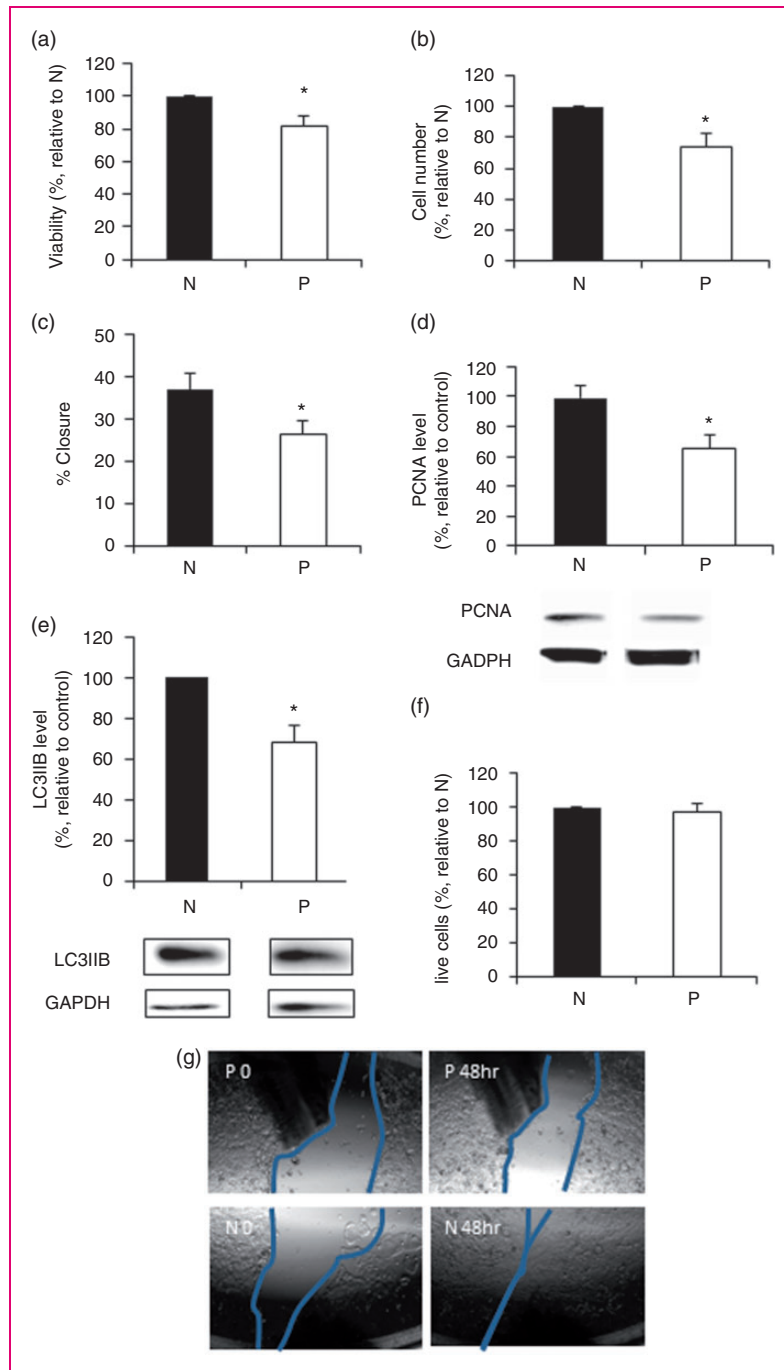 (a)
Viability (%, relative to N)
120
100
80
60
40
20
0
*
N P
(b)
Cell number
(%, relative to N)
120
100
80
60
40
20
0
*
N P
(c)
% Closure
50
40
30
20
10
0
*
N P
(d)
PCNA level
(%, relative to control)
120
100
80
60
40
20
0
*
N P
PCNA
GADPH
(e)
LC3IIB level
(%, relative to control)
120
100
80
60
40
20
0
*
N P
LC3IIB
GAPDH
(f)
live cells (%, relative to N)
120
100
80
60
40
20
0
N P
(g)
P 0
P 48hr
N 0
N 48hr